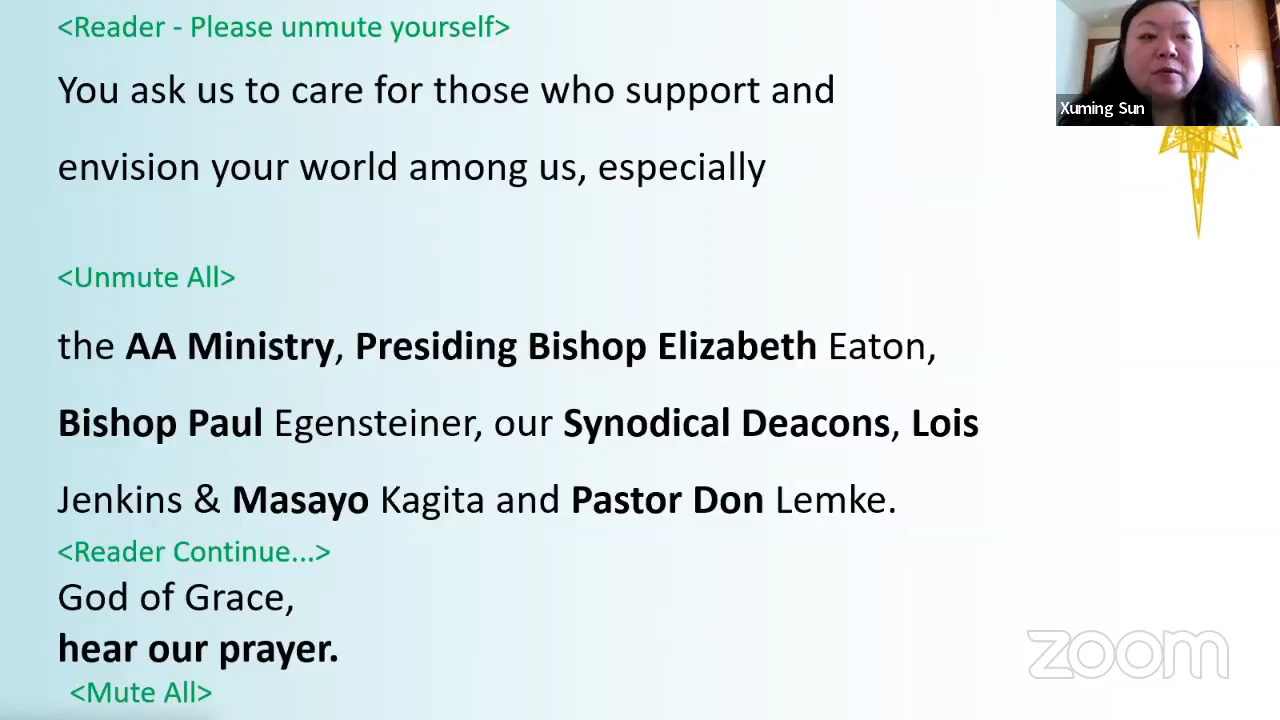 <Reader - Please unmute yourself>
You ask us to care for those who support and
envision your world among us, especially
<Unmute All>
the AA Ministry, Presiding Bishop Elizabeth Eaton,
Bishop Paul Egensteiner, our Synodical Deacons, Lois
Jenkins & Masayo Kagita and Pastor Don Lemke.
<Reader Continue...>
God of Grace,
hear our prayer.
<Mute All>
Xuming Sun
zoom